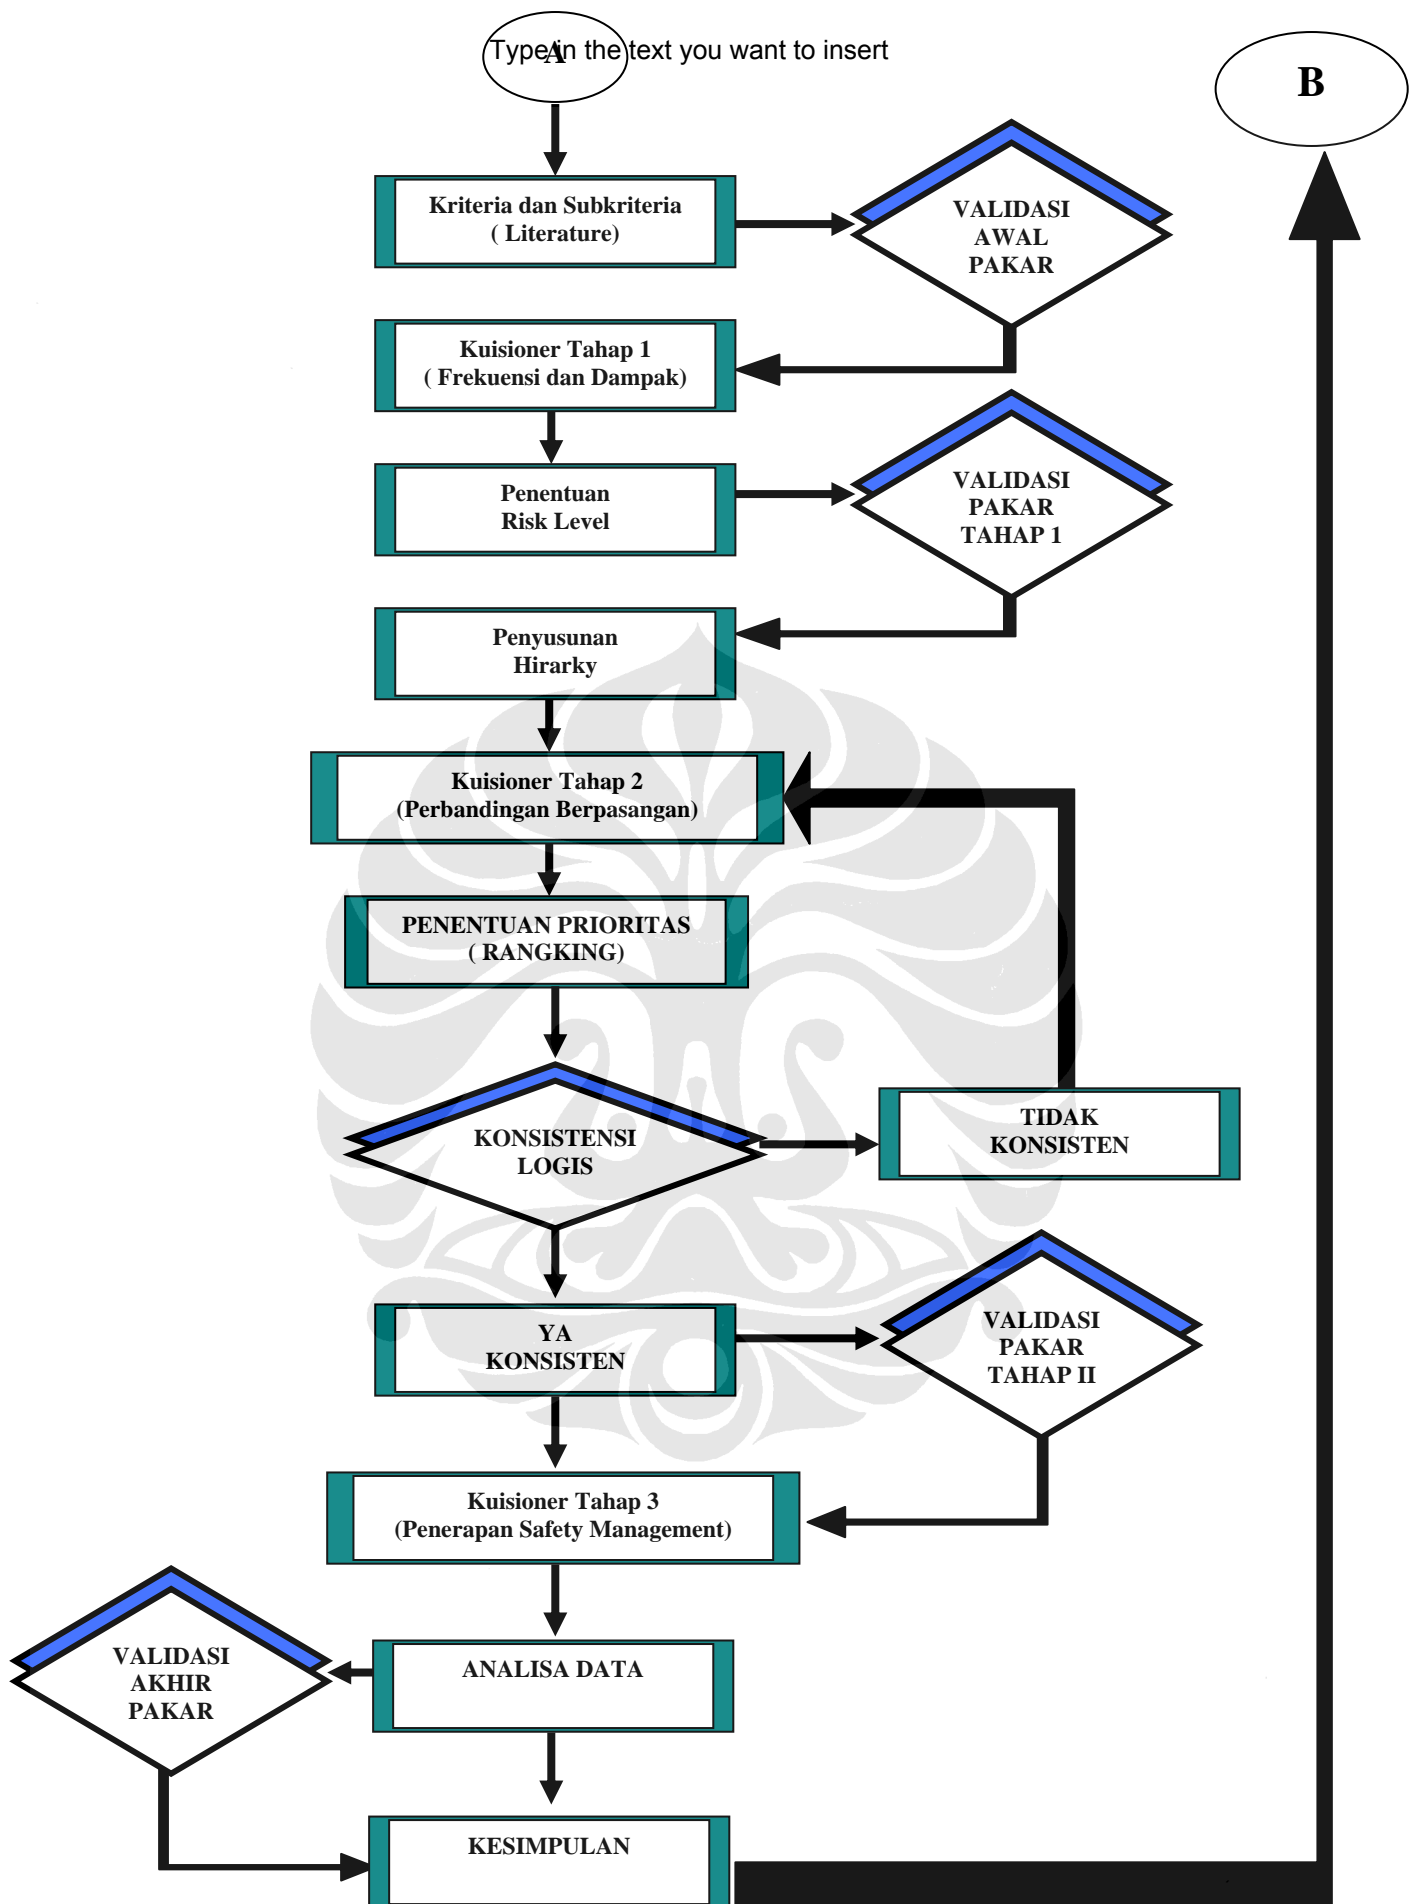 Type in the text you want to insert
A
B
Kriteria dan Subkriteria
( Literature)
VALIDASI
AWAL
PAKAR
Kuisioner Tahap 1
( Frekuensi dan Dampak)
Penentuan
Risk Level
VALIDASI
PAKAR
TAHAP 1
Penyusunan
Hirarky
Kuisioner Tahap 2
(Perbandingan Berpasangan)
PENENTUAN PRIORITAS
( RANGKING)
KONSISTENSI
LOGIS
TIDAK
KONSISTEN
YA
KONSISTEN
VALIDASI
PAKAR
TAHAP II
Kuisioner Tahap 3
(Penerapan Safety Management)
VALIDASI
AKHIR
PAKAR
ANALISA DATA
KESIMPULAN